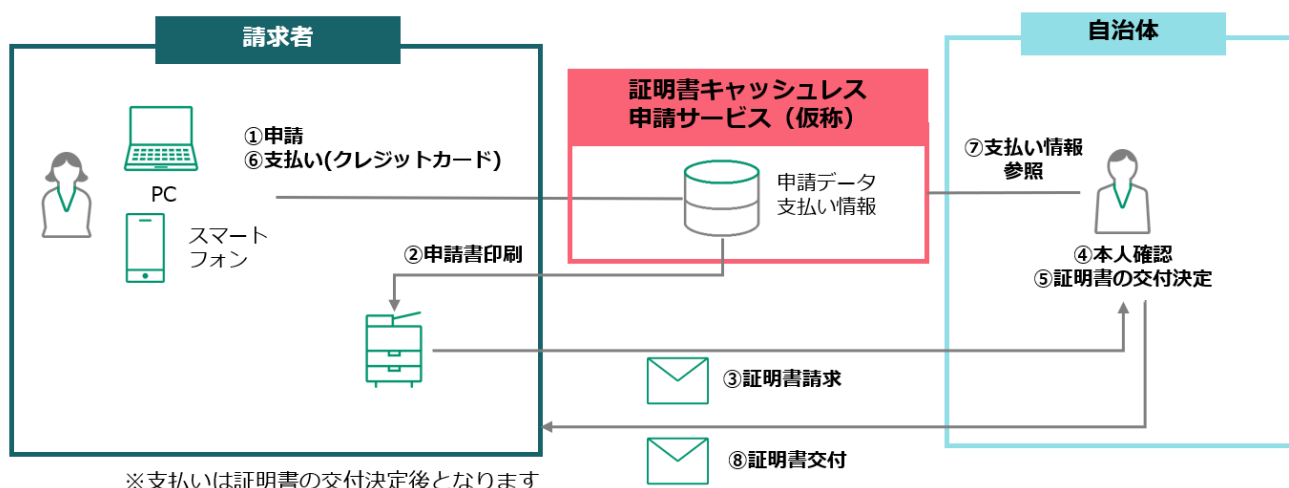 請求者
自治体
証明書キャッシュレス
申請サービス（仮称）
①申請
⑥支払い(クレジットカード)
PC
スマート
フォン
申請データ
支払い情報
⑦支払い情報
参照
②申請書印刷
④本人確認
⑤証明書の交付決定
③証明書請求
⑧証明書交付
※支払いは証明書の交付決定後となります